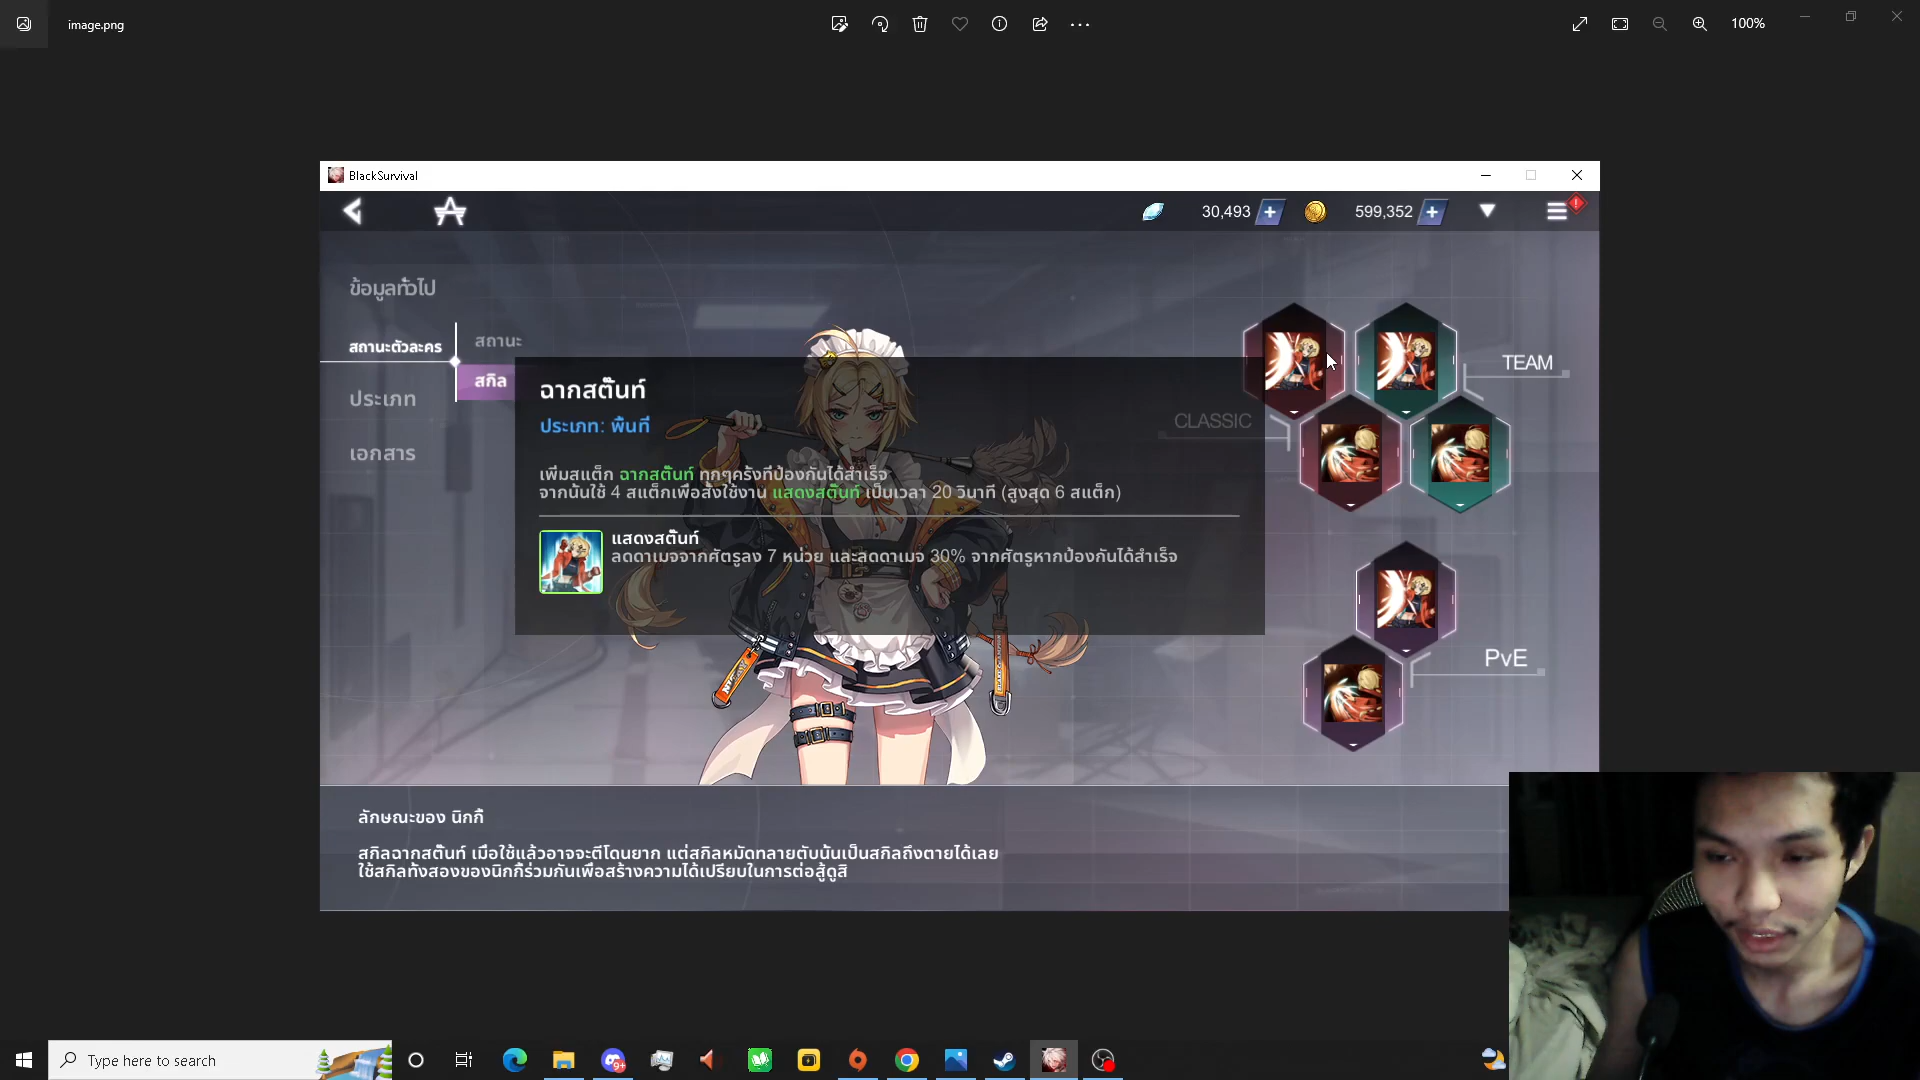 image.png
100%
BlackSurvival
30,493
599,352
ข้อมูลทั่วไป
สถานะตัวละคร
สถานะ
สกิล
ประเภท
เอกสาร
ฉากสตั๊นท์
ประเภท: พื้นที่
เพิ่มสแต็ก ฉากสตั๊นท์ ทุกๆครั้งที่ป้องกันได้สำเร็จ
จากนั้นใช้ 4 สแต็กเพื่อสั่งใช้งาน แสดงสตั๊นท์ เป็นเวลา 20 วินาที (สูงสุด 6 สแต็ก)
แสดงสตั๊นท์
ลดดาเมจจากศัตรูลง 7 หน่วย และลดดาเมจ 30% จากศัตรูหากป้องกันได้สำเร็จ
TEAM
CLASSIC
PvE
ลักษณะของ นิกกี้
สกิลฉากสตั๊นท์ เมื่อใช้แล้วอาจจะตีโดนยาก แต่สกิลหมัดทลายตับนั้นเป็นสกิลถึงตายได้เลย
ใช้สกิลทั้งสองของนิกกี้ร่วมกันเพื่อสร้างความได้เปรียบในการต่อสู้ดูสิ
Type here to search
9+